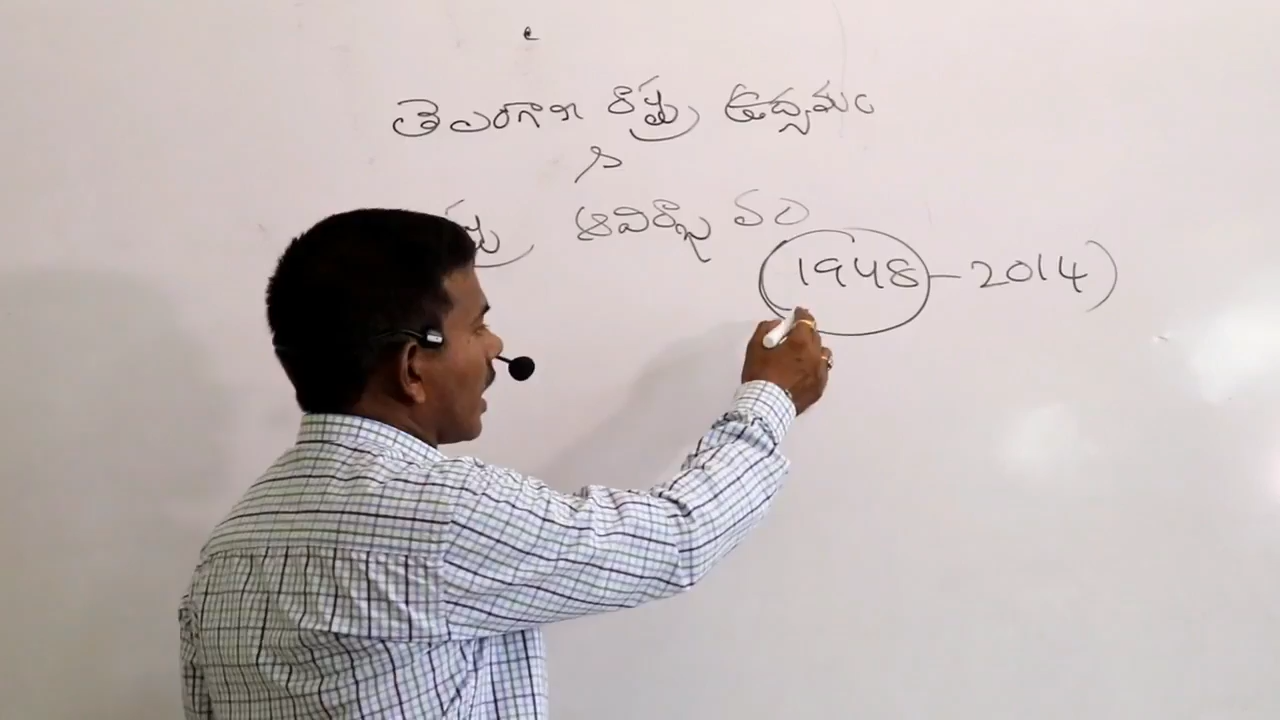 తెలంగాణ రాష్ట్ర ఉద్యమం
&
ఆవిర్భావం
1948 - 2014)